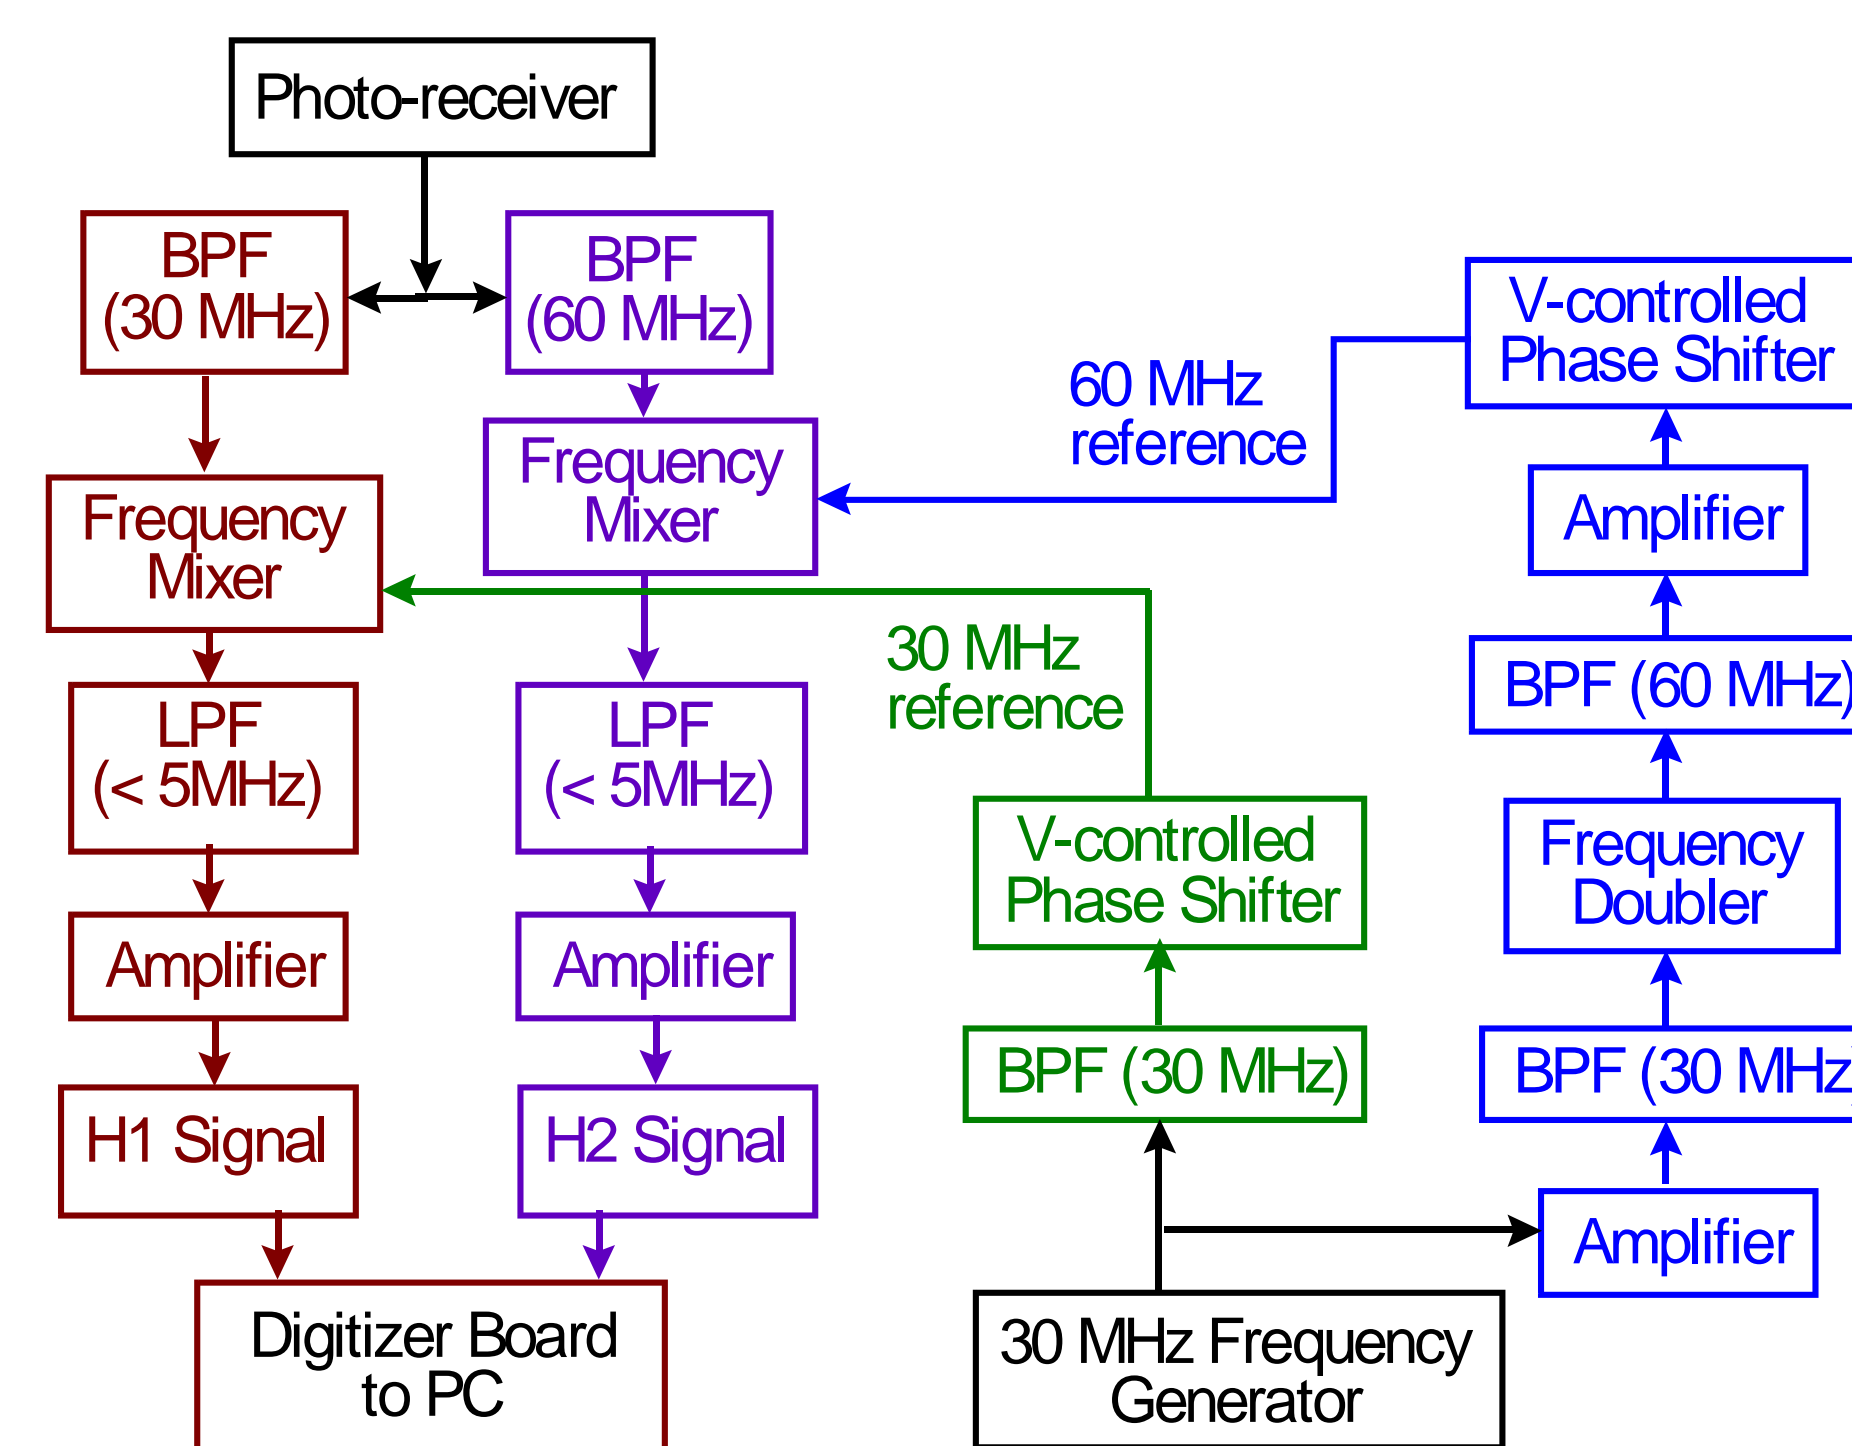 Photo-receiver
BPF
(30 MHz)
BPF
(60 MHz)
Frequency
Mixer
Frequency
Mixer
LPF
(< 5MHz)
LPF
(< 5MHz)
Amplifier
Amplifier
H1 Signal
H2 Signal
Digitizer Board
to PC
60 MHz
reference
30 MHz
reference
V-controlled
Phase Shifter
BPF (30 MHz)
30 MHz Frequency
Generator
V-controlled
Phase Shifter
Amplifier
BPF (60 MHz)
Frequency
Doubler
BPF (30 MHz)
Amplifier